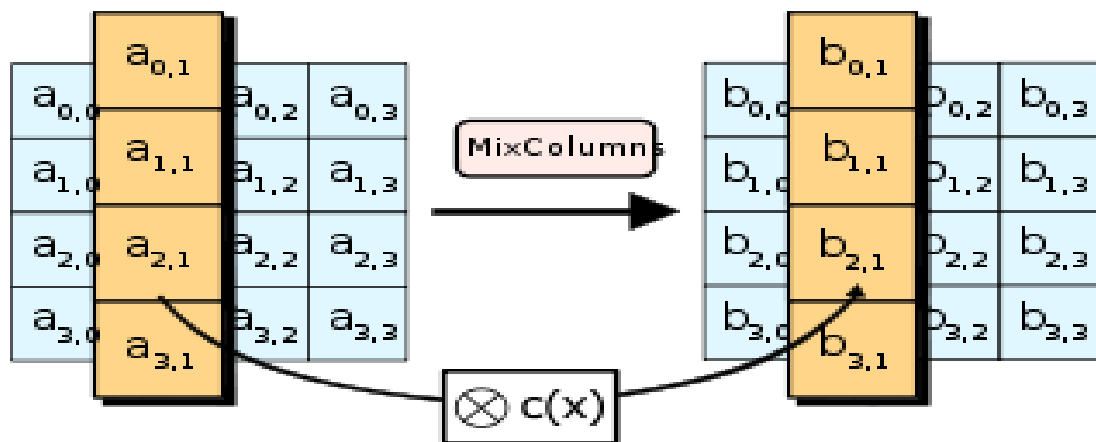 a0,0 a0,1 a0,2 a0,3
a1,0 a1,1 a1,2 a1,3
a2,0 a2,1 a2,2 a2,3
a3,0 a3,1 a3,2 a3,3
MixColumns
b0,0 b0,1 b0,2 b0,3
b1,0 b1,1 b1,2 b1,3
b2,0 b2,1 b2,2 b2,3
b3,0 b3,1 b3,2 b3,3
⊗ c(x)